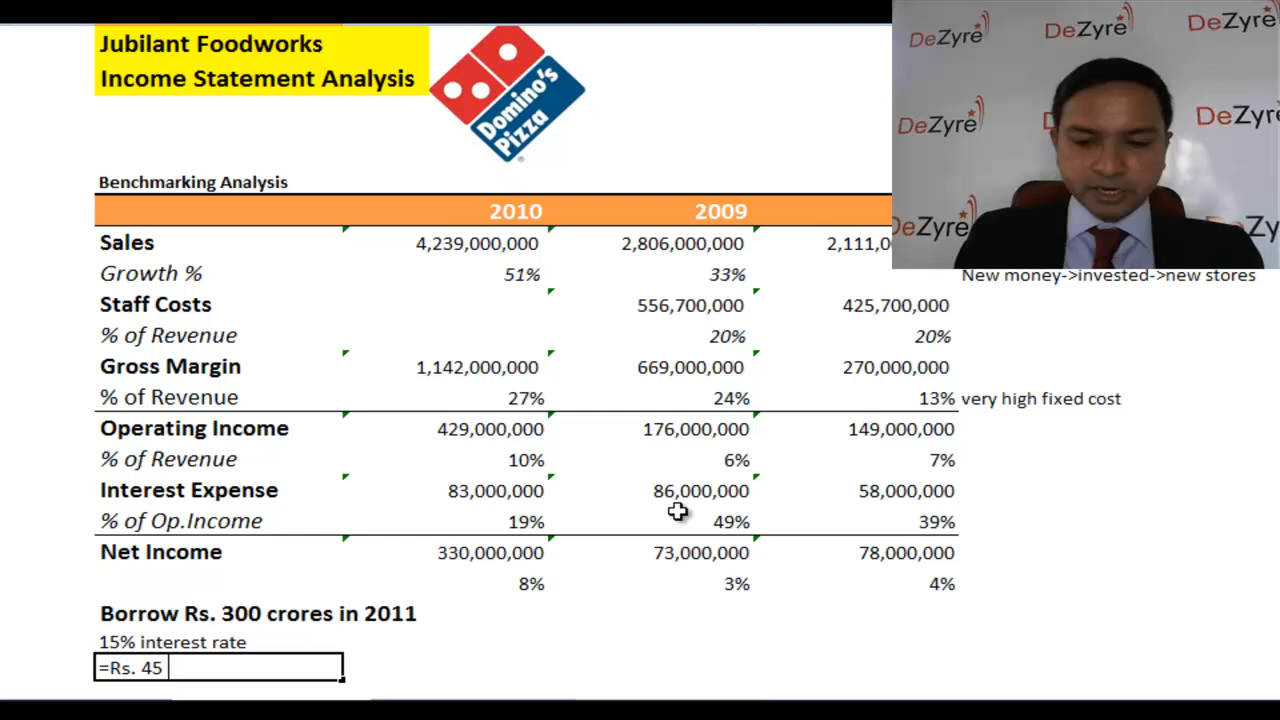 Jubilant Foodworks
Income Statement Analysis
Domino's
Pizza
DeZyre DeZyre DeZyre
DeZyre DeZyre
DeZyre
Benchmarking Analysis
2010 2009
Sales 4,239,000,000 2,806,000,000
Growth % 51% 33% New money->invested->new stores
Staff Costs 556,700,000 425,700,000
% of Revenue 20% 20%
Gross Margin 1,142,000,000 669,000,000 270,000,000
% of Revenue 27% 24% 13% very high fixed cost
Operating Income 429,000,000 176,000,000 149,000,000
% of Revenue 10% 6% 7%
Interest Expense 83,000,000 86,000,000 58,000,000
% of Op.Income 19% 49% 39%
Net Income 330,000,000 73,000,000 78,000,000
8% 3% 4%
Borrow Rs. 300 crores in 2011
15% interest rate
=Rs. 45